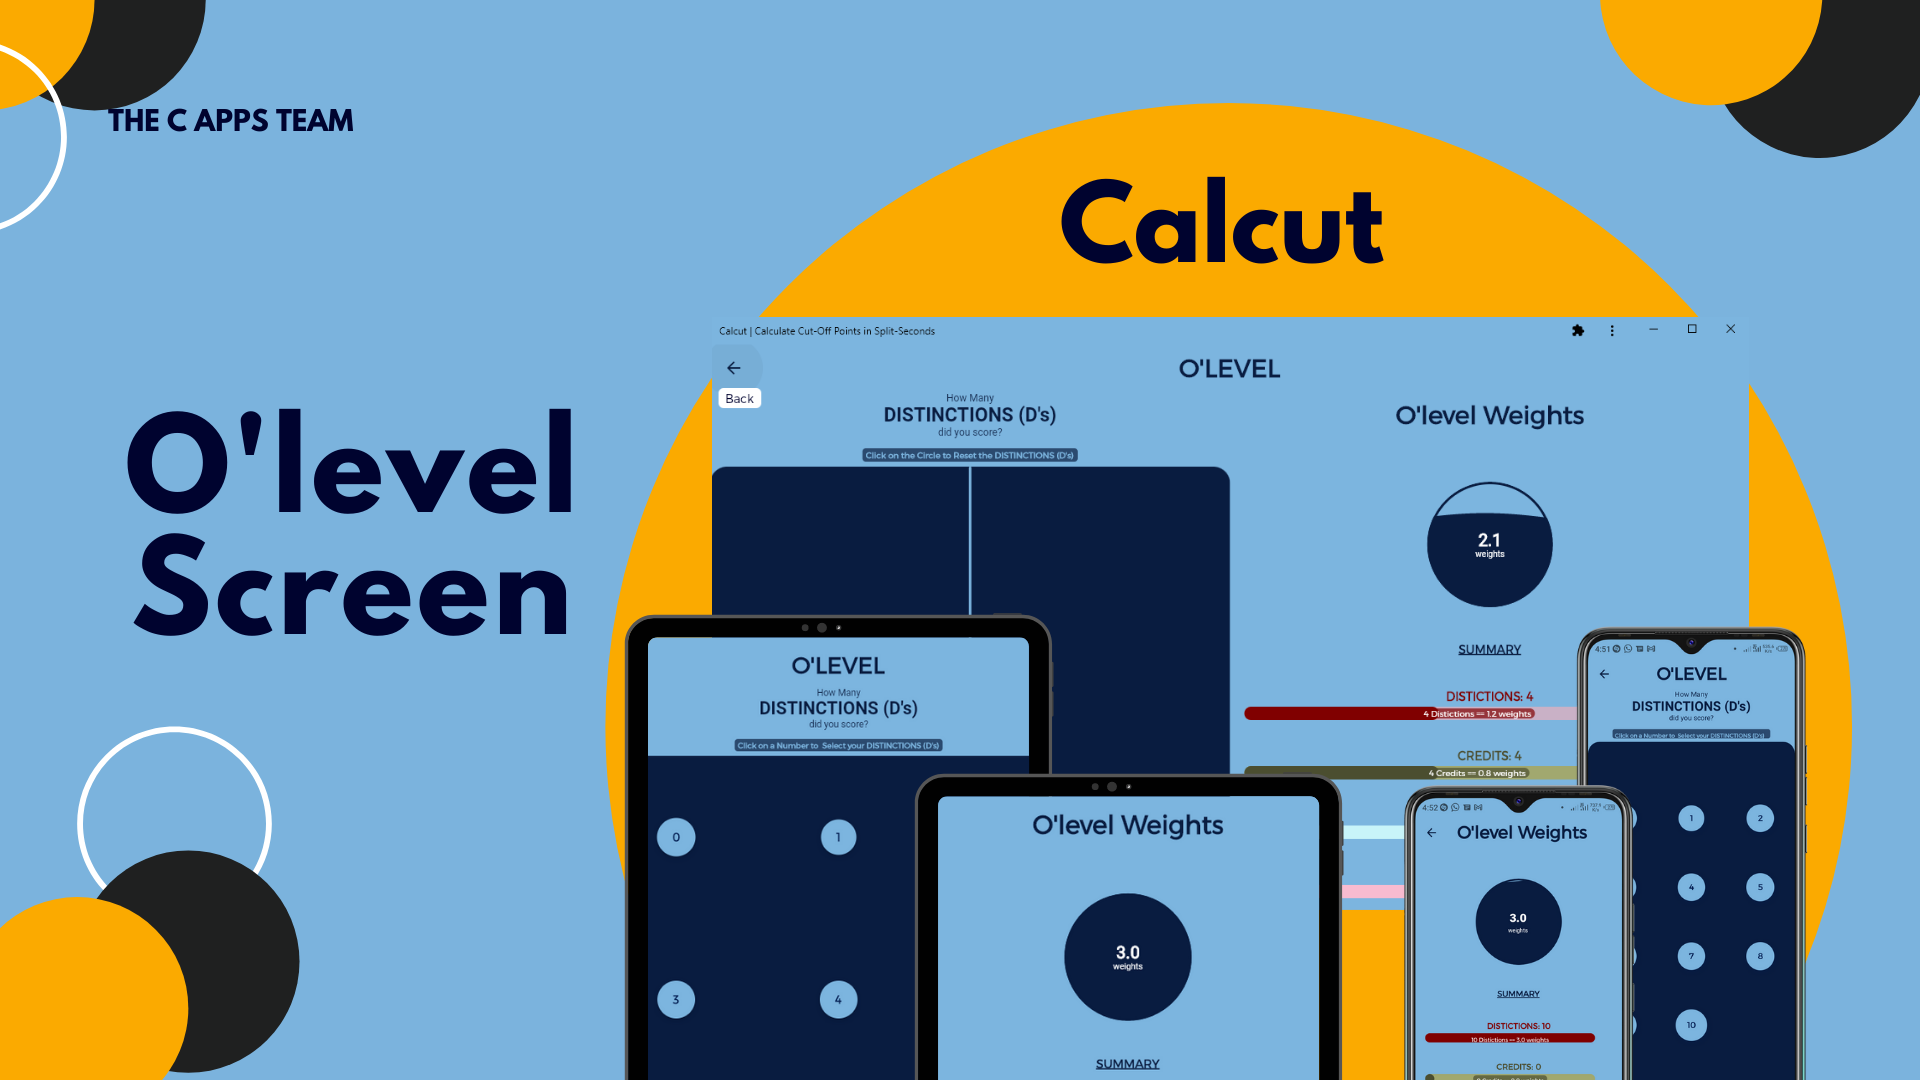 THE C APPS TEAM
Calcut
O'level
Screen
Calcut | Calculate Cut-Off Points in Split-Seconds
O'LEVEL
Back
How Many
DISTINCTIONS (D's)
did you score?
Click on the Circle to Reset the DISTINCTIONS (D's)
O'level Weights
2.1
weights
SUMMARY
DISTICTIONS: 4
4 Distictions == 1.2 weights
CREDITS: 4
4 Credits == 0.8 weights
O'LEVEL
How Many
DISTINCTIONS (D's)
did you score?
Click on a Number to Select your DISTINCTIONS (D's)
0
1
3
4
O'level Weights
3.0
weights
SUMMARY
4:52
O'level Weights
3.0
weights
SUMMARY
DISTICTIONS: 10
10 Distictions == 3.0 weights
CREDITS: 0
4:51
O'LEVEL
How Many
DISTINCTIONS (D's)
did you score?
Click on a Number to Select your DISTINCTIONS (D's)
1
2
4
5
7
8
10